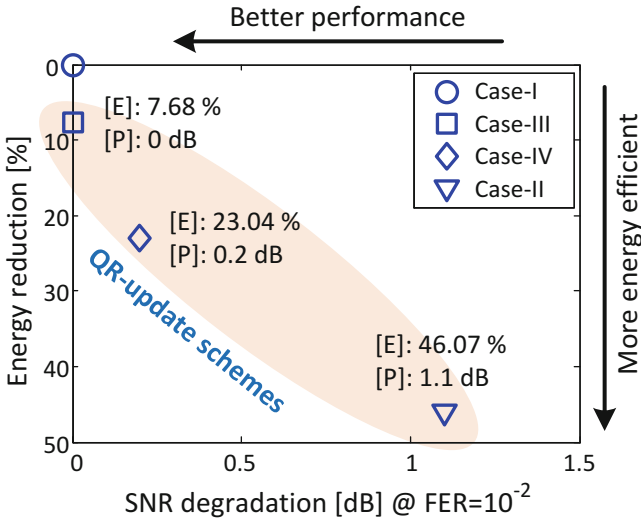 Better performance
0
10
20
30
40
50
Energy reduction [%]
[E]: 7.68 %
[P]: 0 dB
[E]: 23.04 %
[P]: 0.2 dB
[E]: 46.07 %
[P]: 1.1 dB
QR-update schemes
Case-I
Case-III
Case-IV
Case-II
More energy efficient
0
0.5
1
1.5
SNR degradation [dB] @ FER=10⁻²